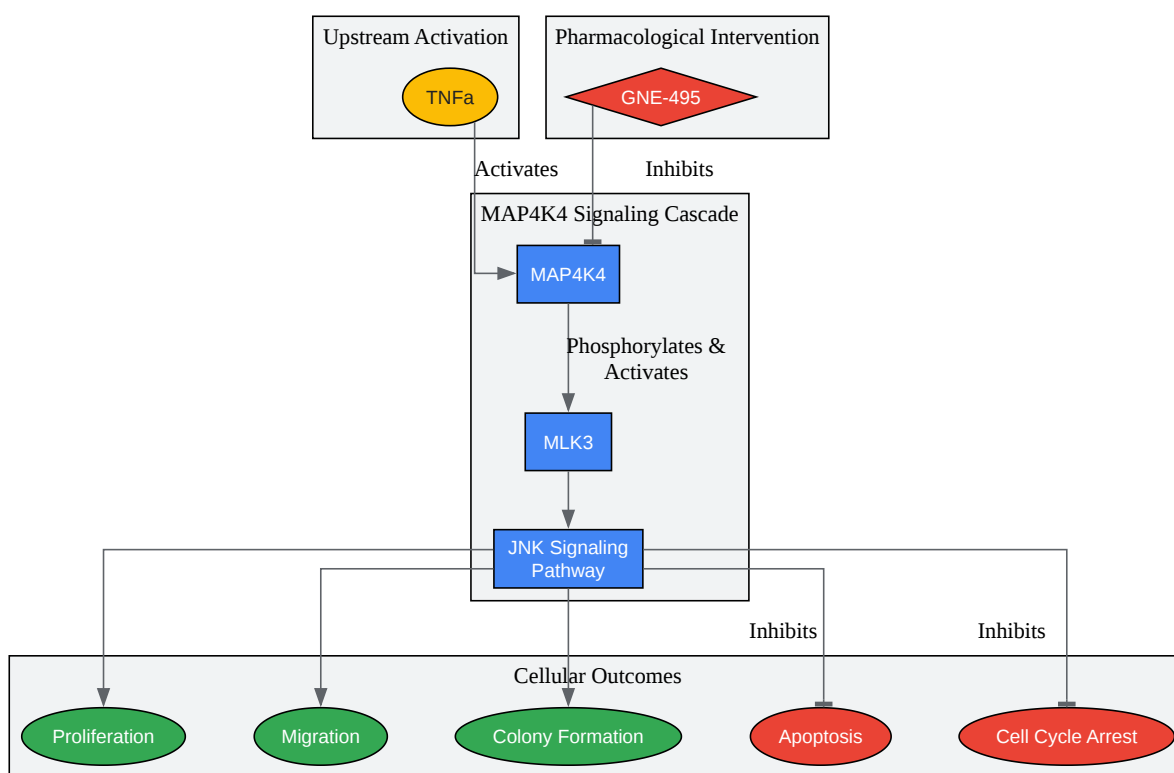 Upstream Activation
Pharmacological Intervention
TNFa
GNE-495
Activates
Inhibits
MAP4K4 Signaling Cascade
MAP4K4
Phosphorylates &
Activates
MLK3
JNK Signaling
Pathway
Inhibits
Inhibits
Cellular Outcomes
Proliferation
Migration
Colony Formation
Apoptosis
Cell Cycle Arrest